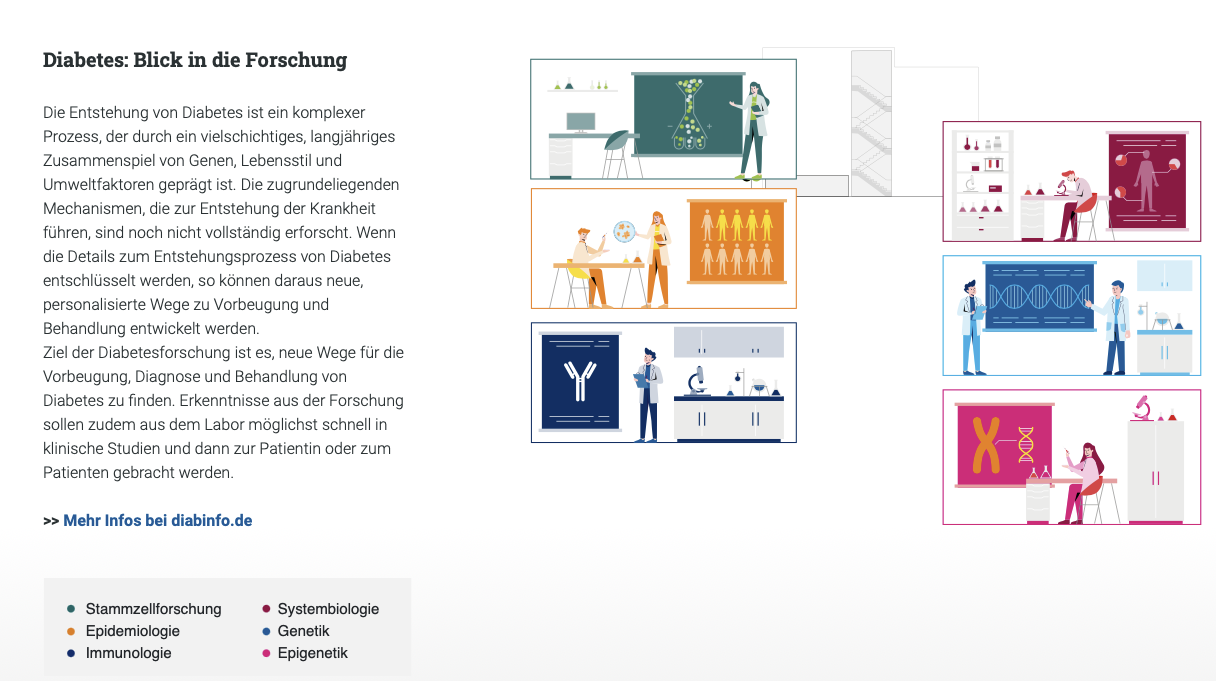 Diabetes: Blick in die Forschung
Die Entstehung von Diabetes ist ein komplexer
Prozess, der durch ein vielschichtiges, langjähriges
Zusammenspiel von Genen, Lebensstil und
Umweltfaktoren geprägt ist. Die zugrundeliegenden
Mechanismen, die zur Entstehung der Krankheit
führen, sind noch nicht vollständig erforscht. Wenn
die Details zum Entstehungsprozess von Diabetes
entschlüsselt werden, so können daraus neue,
personalisierte Wege zu Vorbeugung und
Behandlung entwickelt werden.
Ziel der Diabetesforschung ist es, neue Wege für die
Vorbeugung, Diagnose und Behandlung von
Diabetes zu finden. Erkenntnisse aus der Forschung
sollen zudem aus dem Labor möglichst schnell in
klinische Studien und dann zur Patientin oder zum
Patienten gebracht werden.
>> Mehr Infos bei diabinfo.de
Stammzellforschung
Epidemiologie
Immunologie
Systembiologie
Genetik
Epigenetik